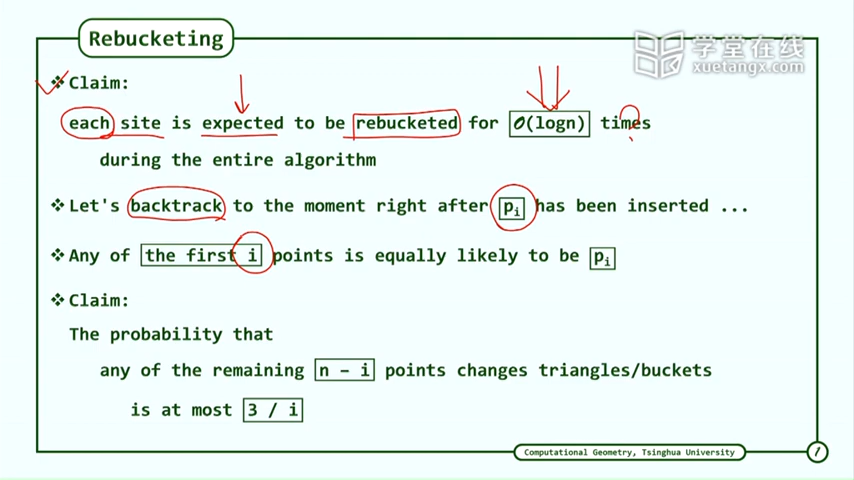 Rebucketing
学堂在线
xuetangx.com
❖Claim:
each site is expected to be rebucketed for O(logn) times
during the entire algorithm
❖Let's backtrack to the moment right after pi has been inserted ...
❖Any of the first i points is equally likely to be pi
❖Claim:
The probability that
any of the remaining n – i points changes triangles/buckets
is at most 3 / i
Computational Geometry, Tsinghua University